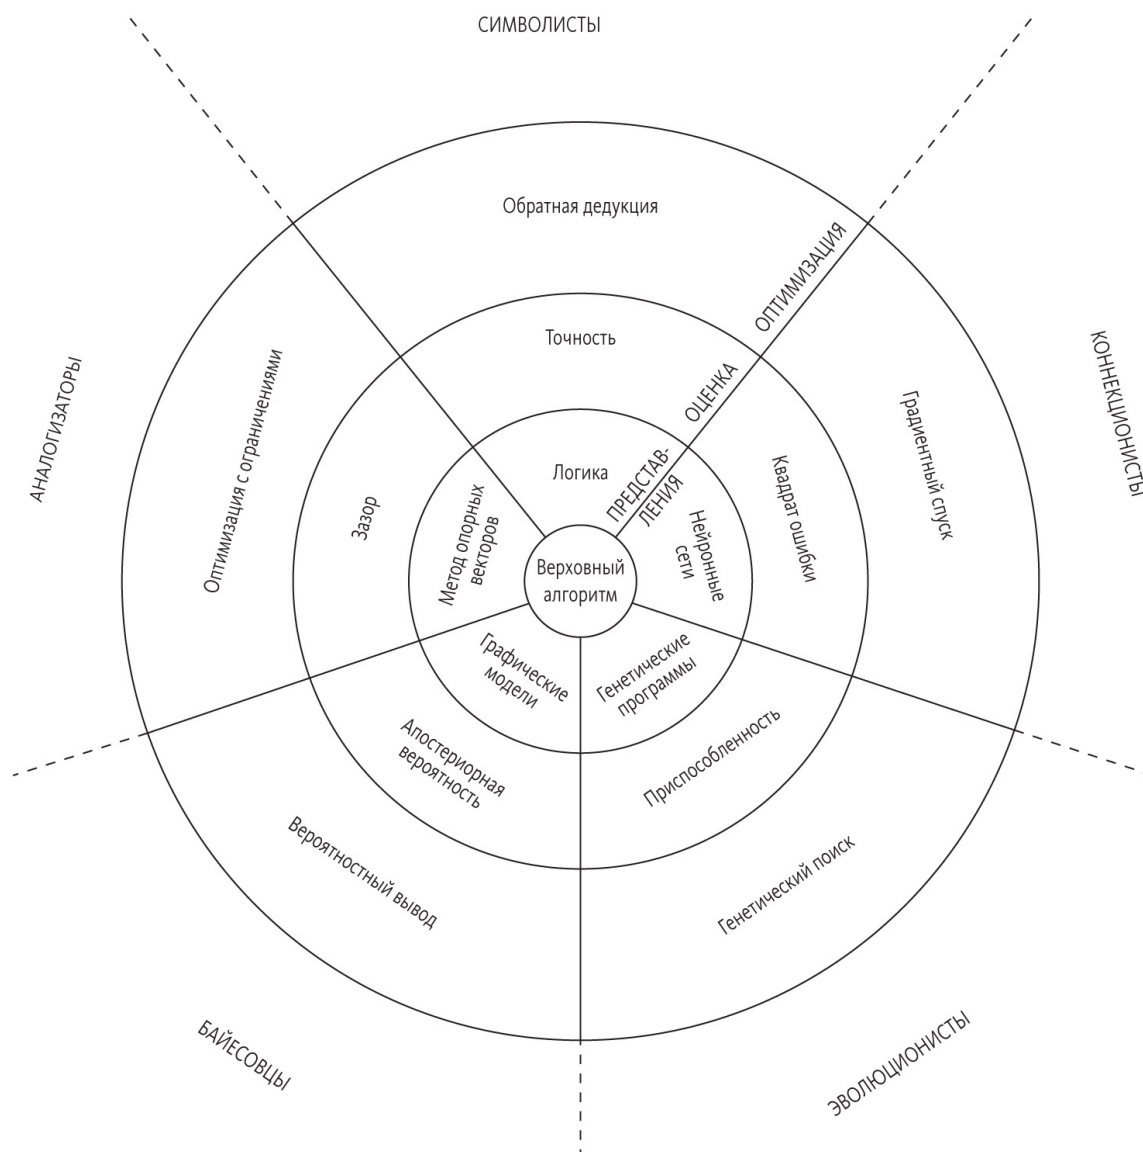 СИМВОЛИСТЫ
Обратная дедукция
ОПТИМИЗАЦИЯ
Точность
ОЦЕНКА
КОННЕКЦИОНИСТЫ
АНАЛОГИЗАТОРЫ
Оптимизация с ограничениями
Градиентный спуск
Логика
ПРЕДСТАВ-
ЛЕНИЯ
Зазор
Метод опорных
векторов
Нейронные
сети
Квадрат ошибки
Верховный
алгоритм
Графические
модели
Генетические
программы
Апостериорная
вероятность
Приспособленность
Вероятностный вывод
Генетический поиск
БАЙЕСОВЦЫ
ЭВОЛЮЦИОНИСТЫ